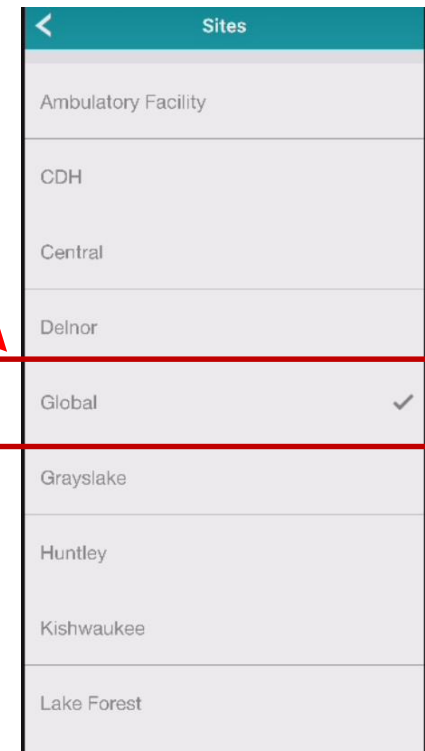 Sites
Ambulatory Facility
CDH
Central
Delnor
Global
Grayslake
Huntley
Kishwaukee
Lake Forest